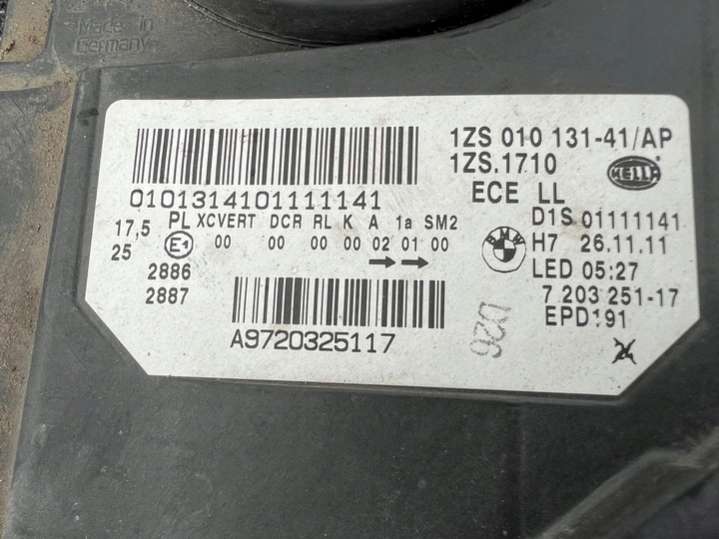 Made in
Germany
1ZS 010 131-41/AP
1ZS.1710
HELLA
0101314101111141
ECE LL
17,5 PL XCVERT DCR RL K A 1a SM2
25 E1 00 00 00 00 02 01 00
D1S 01111141
BMW H7 26.11.11
2886
LED 05:27
2887
7 203 251-17
EPD191
D26
A9720325117